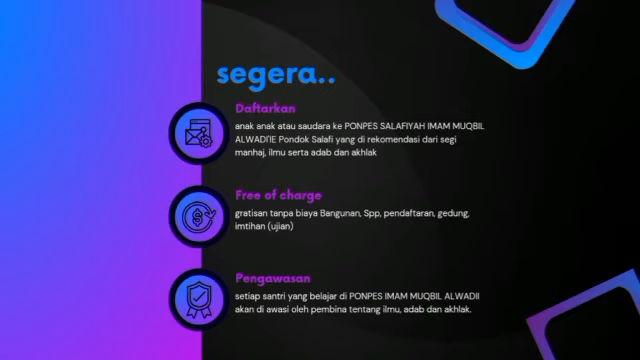 segera..
Daftarkan
anak anak atau saudara ke PONPES SALAFIYAH IMAM MUQBIL
ALWADI'IE Pondok Salafi yang di rekomendasi dari segi
manhaj, ilmu serta adab dan akhlak
Free of charge
gratisan tanpa biaya Bangunan, Spp, pendaftaran, gedung,
imtihan (ujian)
Pengawasan
setiap santri yang belajar di PONPES IMAM MUQBIL ALWADII
akan di awasi oleh pembina tentang ilmu, adab dan akhlak.